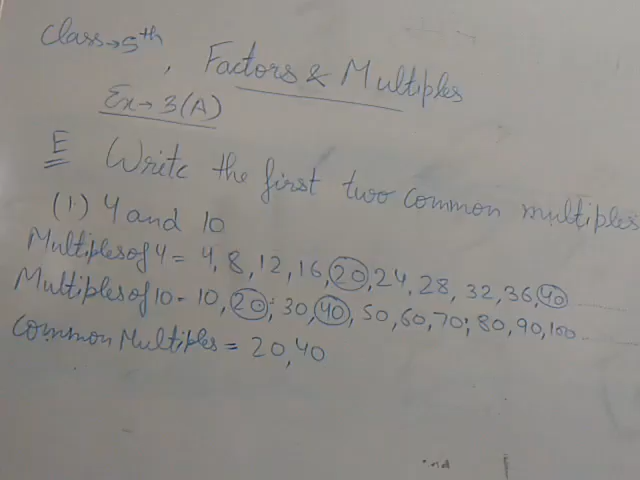 Class→5th
, Factors & Multiples
Ex→ 3(A)
E Write the first two common multiples
(1.) 4 and 10
Multiples of 4 = 4, 8, 12, 16, 20, 24, 28, 32, 36, 40 ........
Multiples of 10 - 10, 20, 30, 40, 50, 60, 70, 80, 90, 100 ........
Common Multiples = 20, 40